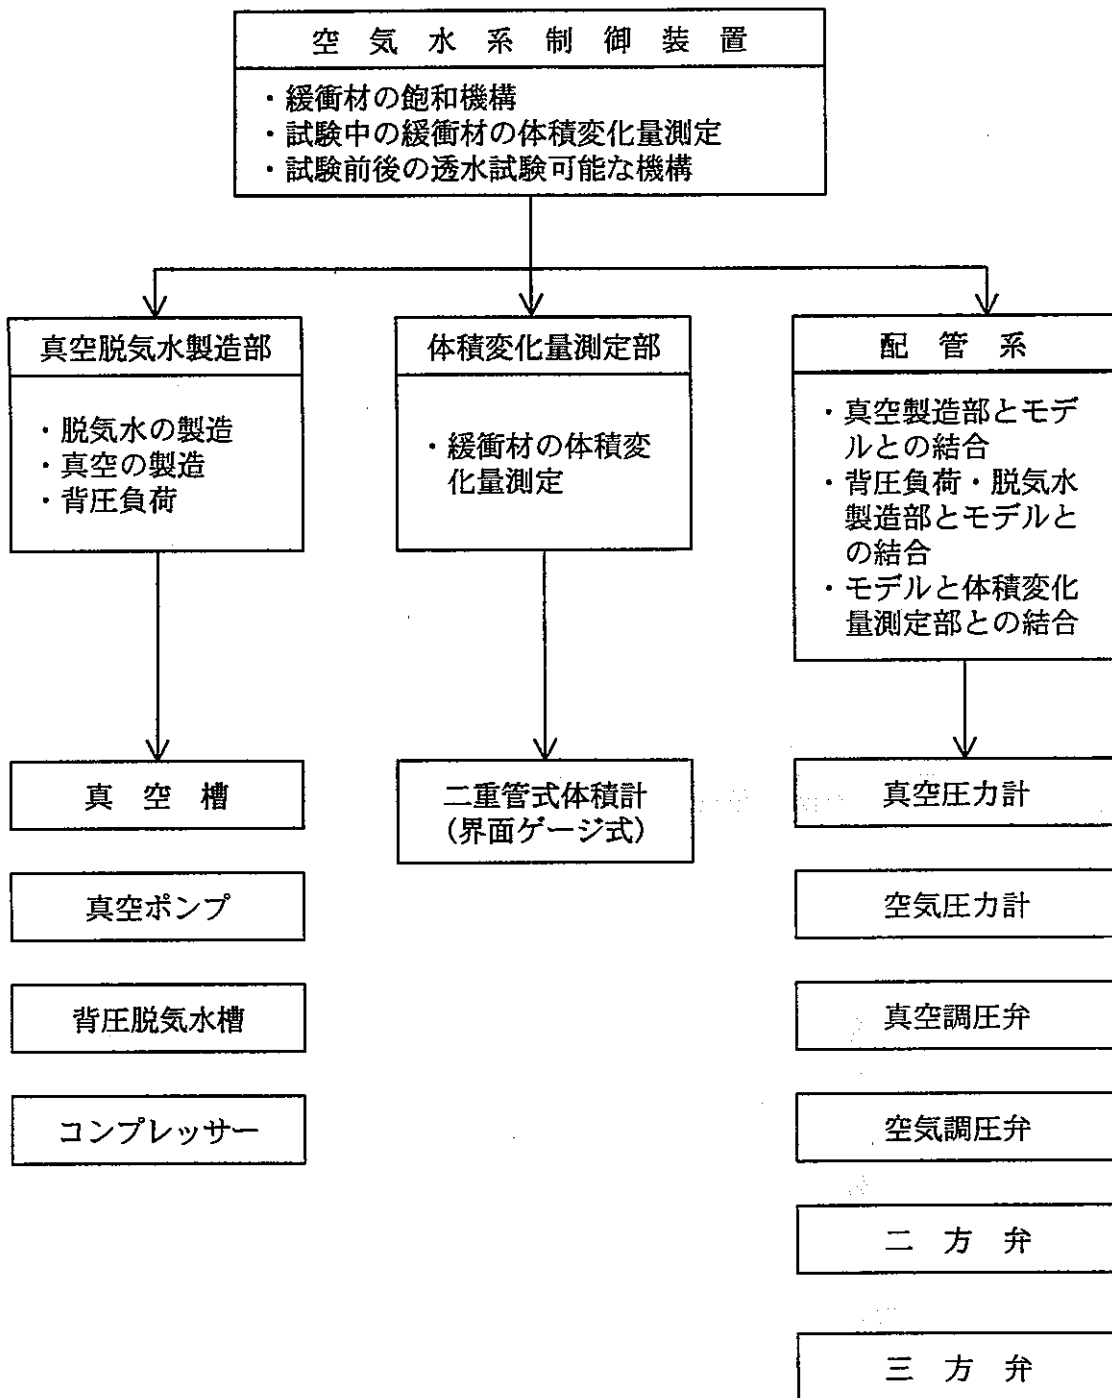 空気水系制御装置
・緩衝材の飽和機構
・試験中の緩衝材の体積変化量測定
・試験前後の透水試験可能な機構
真空脱気水製造部
・脱気水の製造
・真空の製造
・背圧負荷
体積変化量測定部
・緩衝材の体積変
化量測定
配管系
・真空製造部とモデ
ルとの結合
・背圧負荷・脱気水
製造部とモデルと
の結合
・モデルと体積変化
量測定部との結合
真空槽
真空ポンプ
背圧脱気水槽
コンプレッサー
二重管式体積計
(界面ゲージ式)
真空圧力計
空気圧力計
真空調圧弁
空気調圧弁
二方弁
三方弁